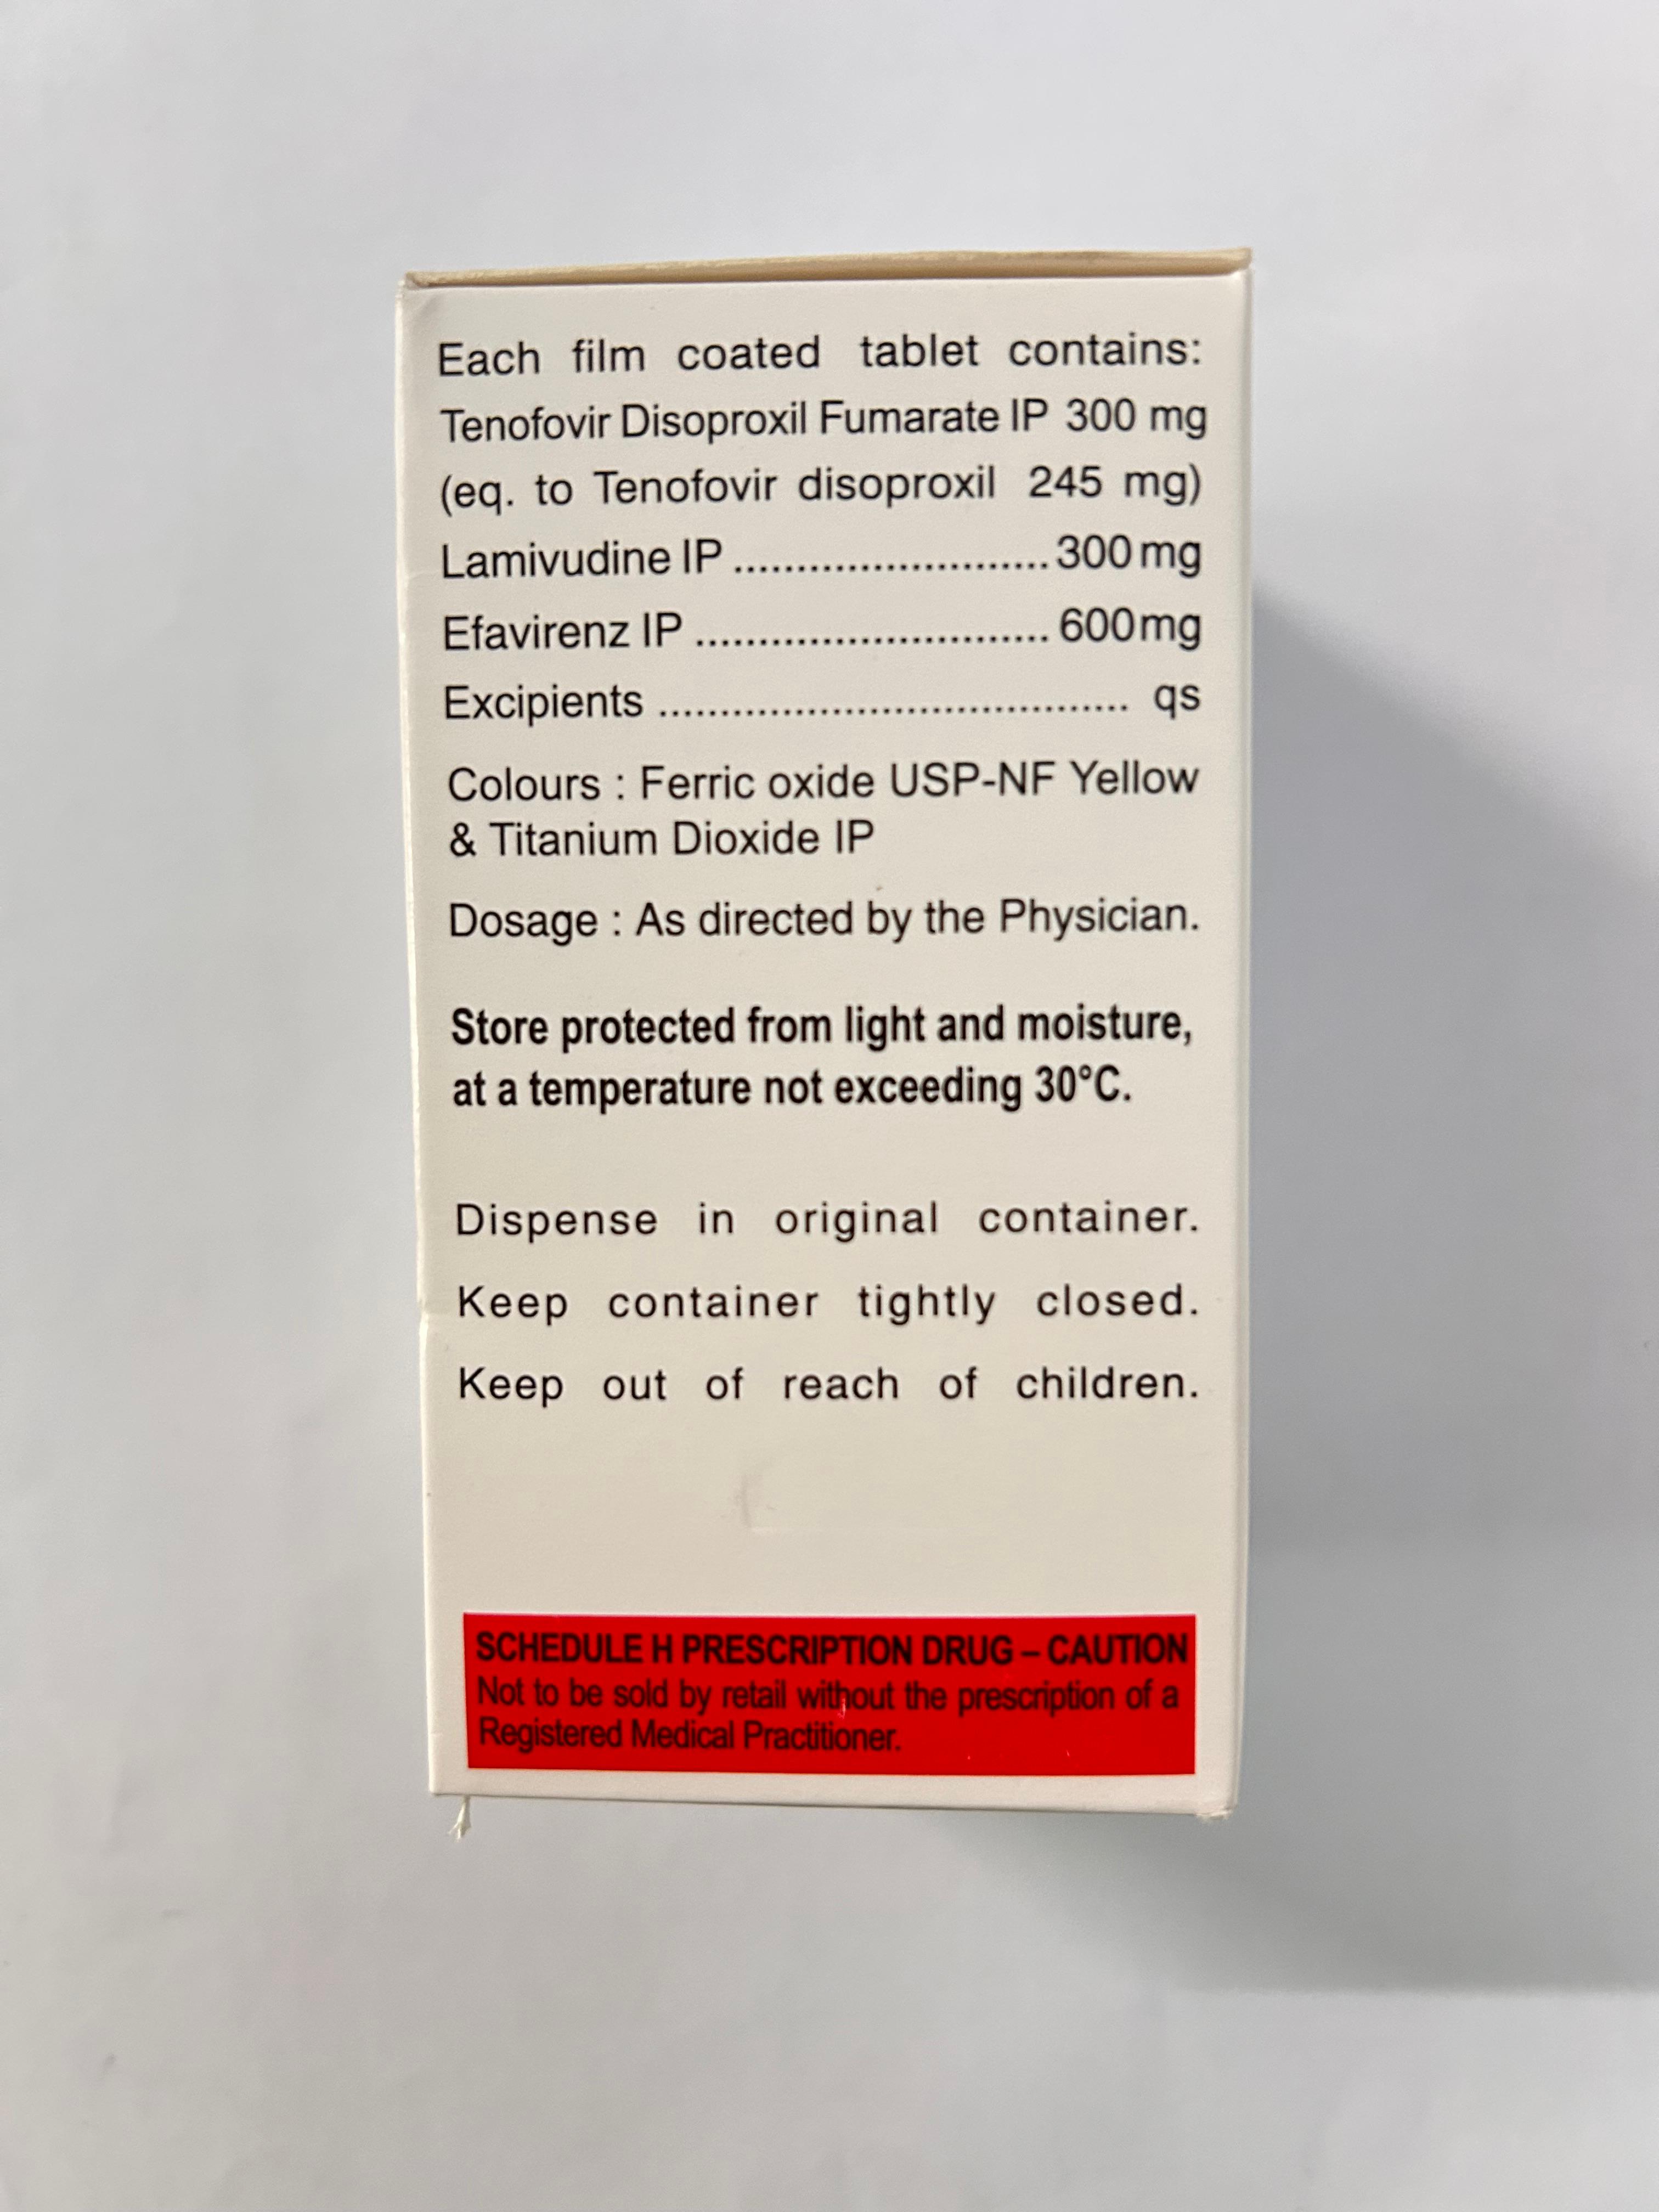 Each film coated tablet contains:
Tenofovir Disoproxil Fumarate IP 300 mg
(eq. to Tenofovir disoproxil 245 mg)
Lamivudine IP ......................... 300 mg
Efavirenz IP ............................ 600mg
Excipients ...................................... qs
Colours : Ferric oxide USP-NF Yellow
& Titanium Dioxide IP
Dosage : As directed by the Physician.
Store protected from light and moisture,
at a temperature not exceeding 30°C.
Dispense in original container.
Keep container tightly closed.
Keep out of reach of children.
SCHEDULE H PRESCRIPTION DRUG – CAUTION
Not to be sold by retail without the prescription of a
Registered Medical Practitioner.